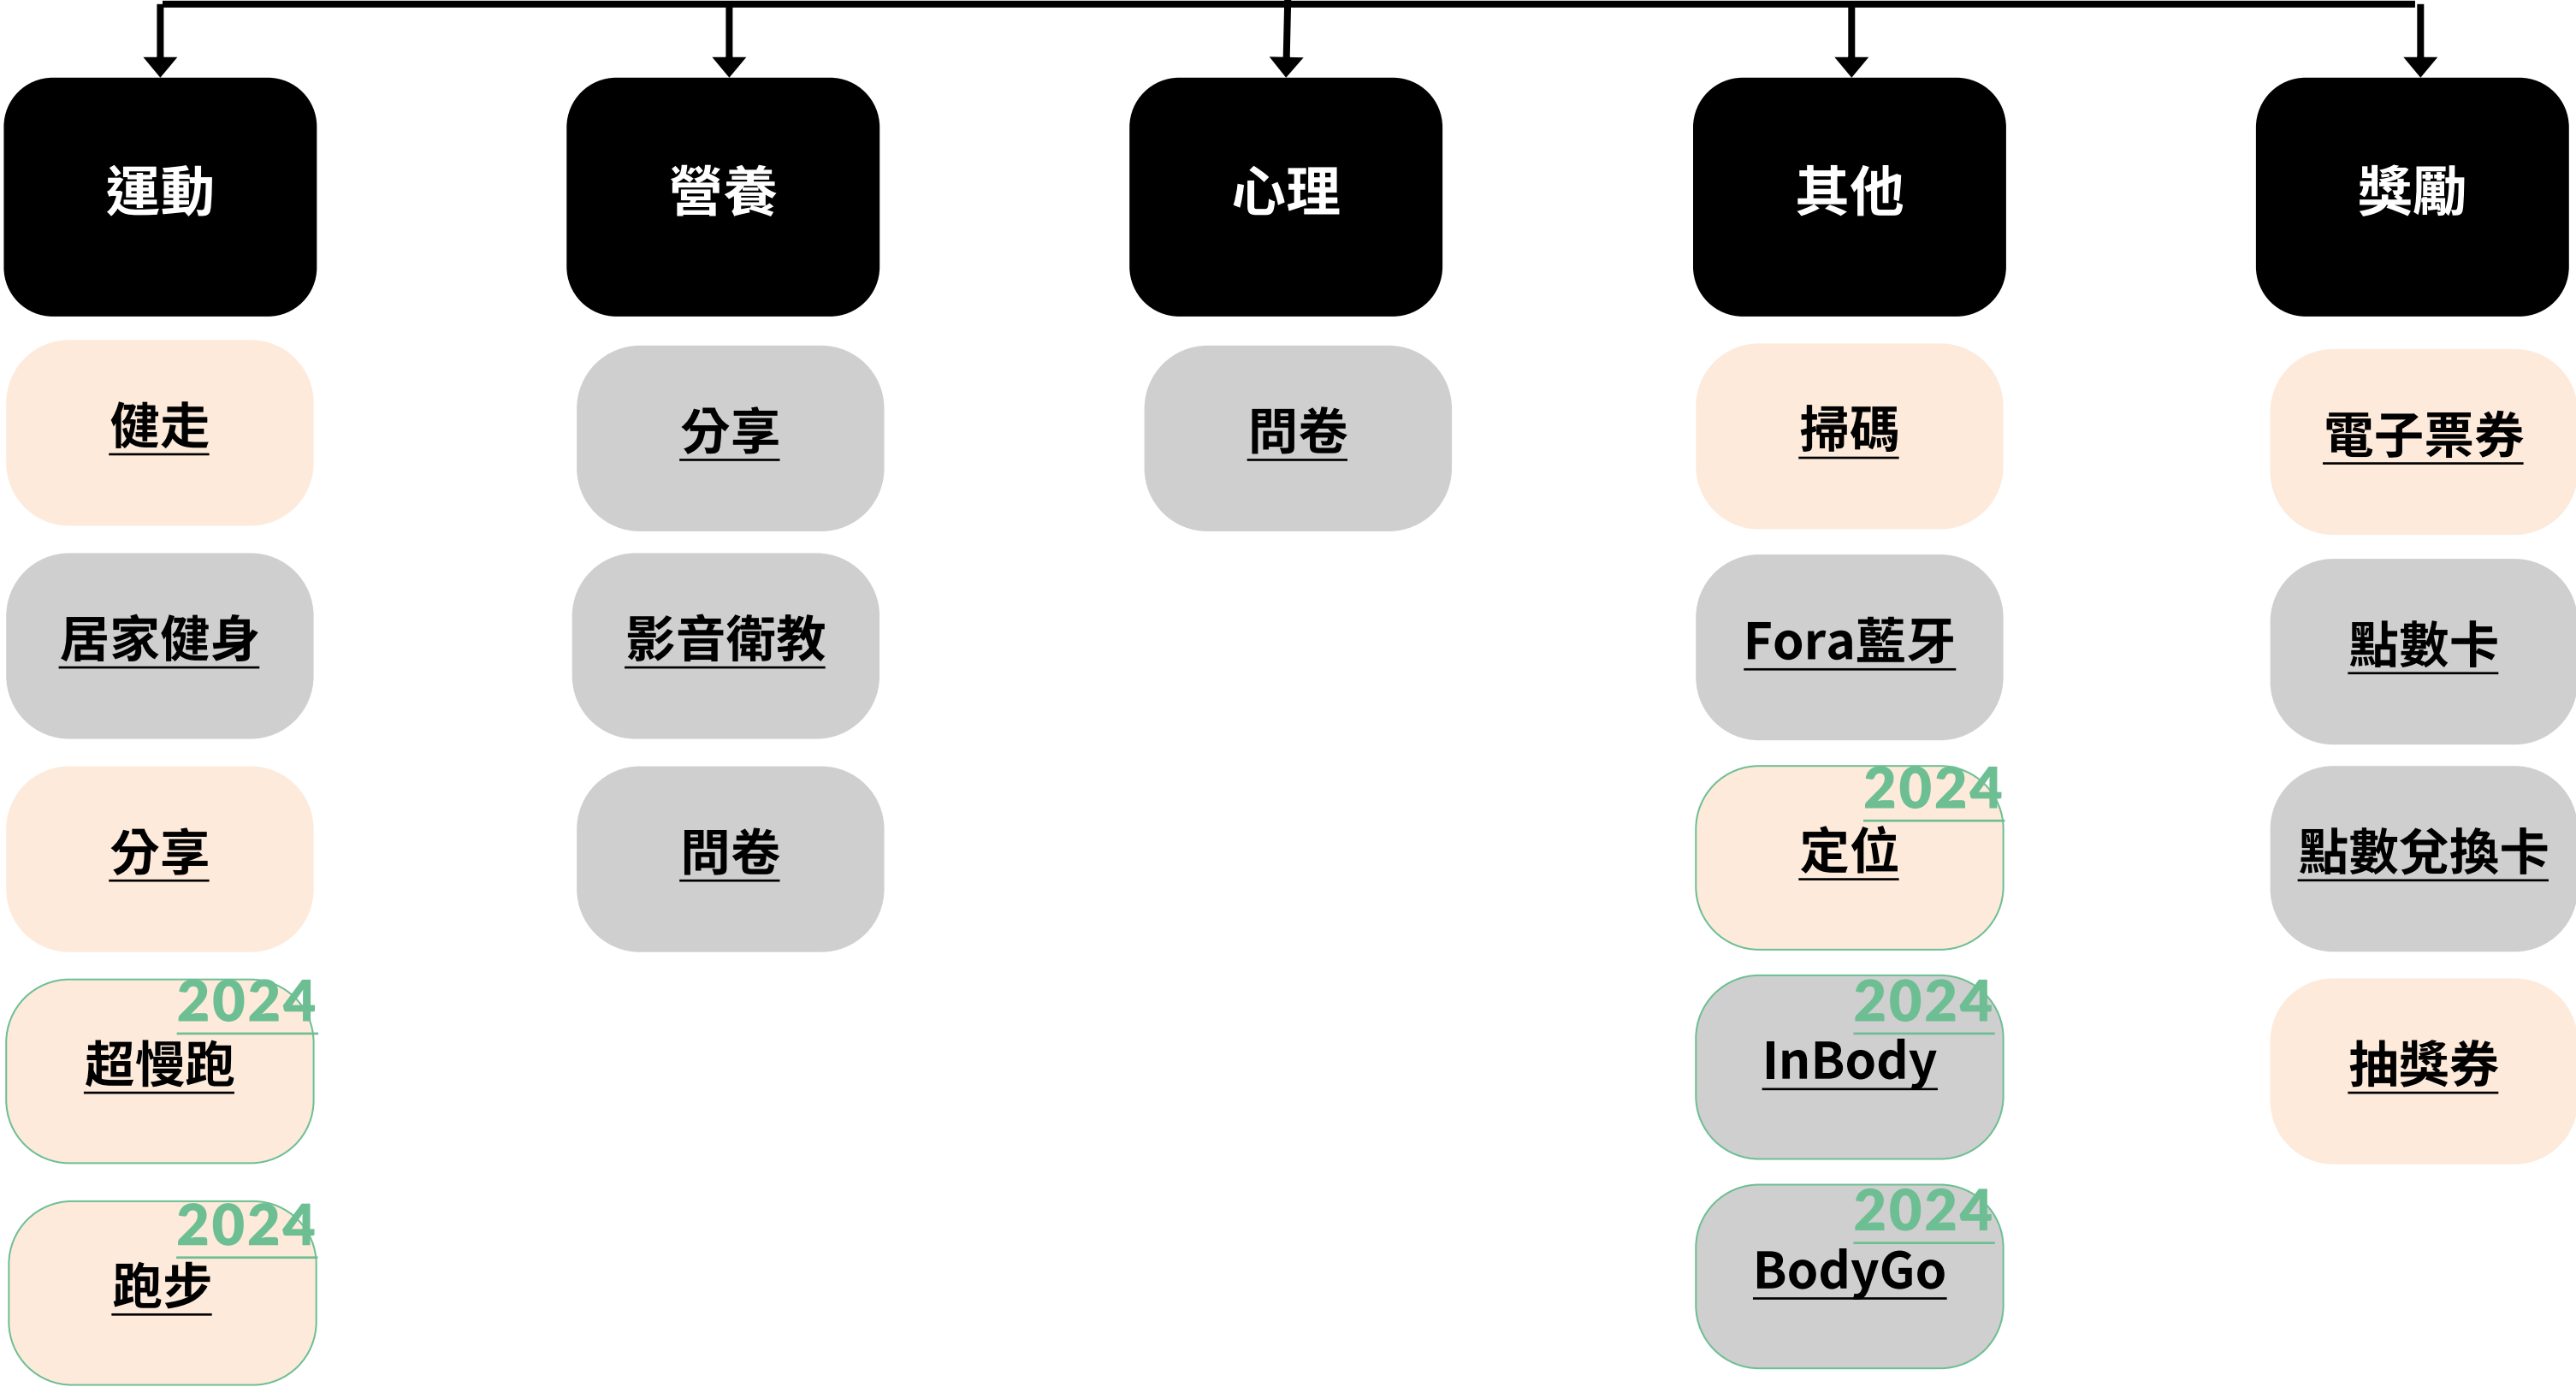 運動
健走
居家健身
分享
2024
超慢跑
2024
跑步
營養
分享
影音衛教
問卷
心理
問卷
其他
掃碼
Fora藍牙
2024
定位
2024
InBody
2024
BodyGo
獎勵
電子票券
點數卡
點數兌換卡
抽獎券